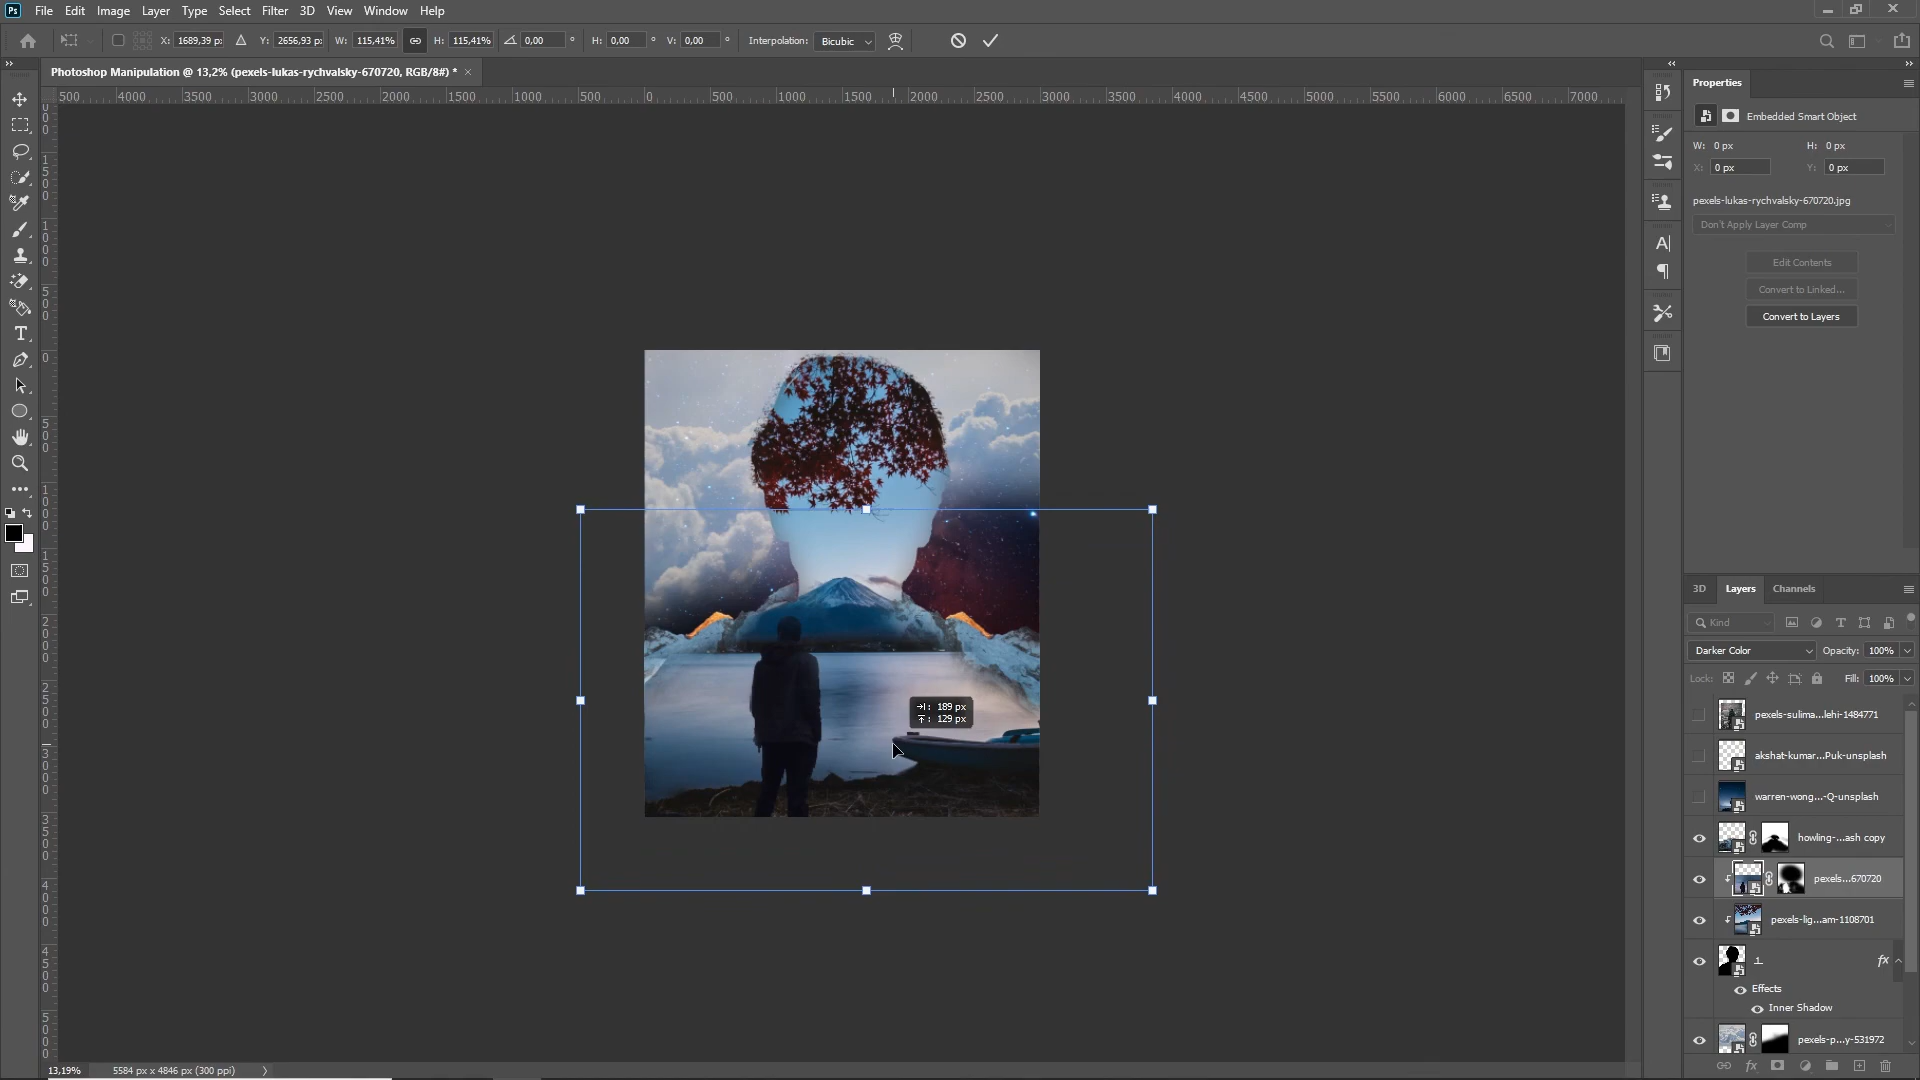 Ps File Edit Image Layer Type Select Filter 3D View Window Help
X: 1689,39 px Y: 2656,93 px W: 115,41% H: 115,41% 0,00 ° H: 0,00 ° V: 0,00 ° Interpolation: Bicubic
Photoshop Manipulation @ 13,2% (pexels-lukas-rychvalsky-670720, RGB/8#) * ×
500 4000 3500 3000 2500 2000 1500 1000 500 0 500 1000 1500 2000 2500 3000 3500 4000 4500 5000 5500 6000 6500 7000
Properties
Embedded Smart Object
W: 0 px H: 0 px
X: 0 px Y: 0 px
pexels-lukas-rychvalsky-670720.jpg
Don't Apply Layer Comp
Edit Contents
Convert to Linked...
Convert to Layers
189 px
129 px
3D Layers Channels
Kind
Darker Color Opacity: 100%
Lock: Fill: 100%
pexels-sulima...lehi-1484771
akshat-kumar...Puk-unsplash
warren-wong...-Q-unsplash
howling-...ash copy
pexels...670720
pexels-lig...am-1108701
1 fx
Effects
Inner Shadow
pexels-p...y-531972
13,19% 5584 px x 4846 px (300 ppi)